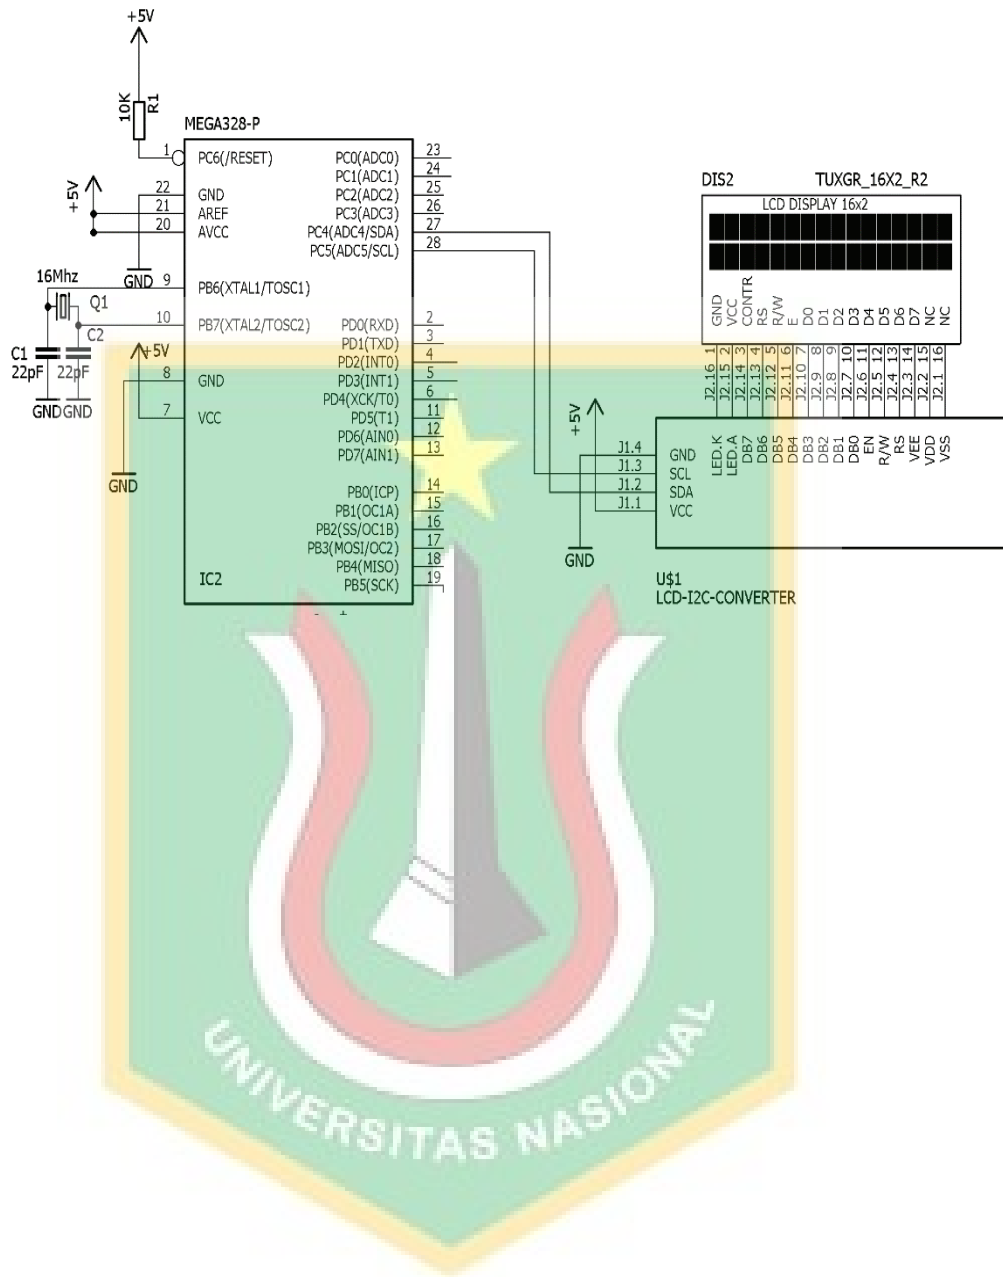 +5V
10K
R1
MEGA328-P
1 PC6(/RESET)
22 GND
21 AREF
20 AVCC
+5V
GND
9 PB6(XTAL1/TOSC1)
10 PB7(XTAL2/TOSC2)
16Mhz
Q1
C1
22pF
C2
22pF
GND
GND
+5V
8 GND
7 VCC
GND
PC0(ADC0) 23
PC1(ADC1) 24
PC2(ADC2) 25
PC3(ADC3) 26
PC4(ADC4/SDA) 27
PC5(ADC5/SCL) 28
PD0(RXD) 2
PD1(TXD) 3
PD2(INT0) 4
PD3(INT1) 5
PD4(XCK/T0) 6
PD5(T1) 11
PD6(AIN0) 12
PD7(AIN1) 13
PB0(ICP) 14
PB1(OC1A) 15
PB2(SS/OC1B) 16
PB3(MOSI/OC2) 17
PB4(MISO) 18
PB5(SCK) 19
IC2
DIS2 TUXGR_16X2_R2
LCD DISPLAY 16x2
GND VCC CONTR RS R/W E D0 D1 D2 D3 D4 D5 D6 D7 NC NC
1 2 3 4 5 6 7 8 9 10 11 12 13 14 15 16
J2.16 J2.15 J2.14 J2.13 J2.12 J2.11 J2.10 J2.9 J2.8 J2.7 J2.6 J2.5 J2.4 J2.3 J2.2 J2.1
LED.K LED.A DB7 DB6 DB5 DB4 DB3 DB2 DB1 DB0 EN R/W RS VEE VDD VSS
+5V
J1.4 GND
J1.3 SCL
J1.2 SDA
J1.1 VCC
GND
U$1
LCD-I2C-CONVERTER
UNIVERSITAS NASIONAL